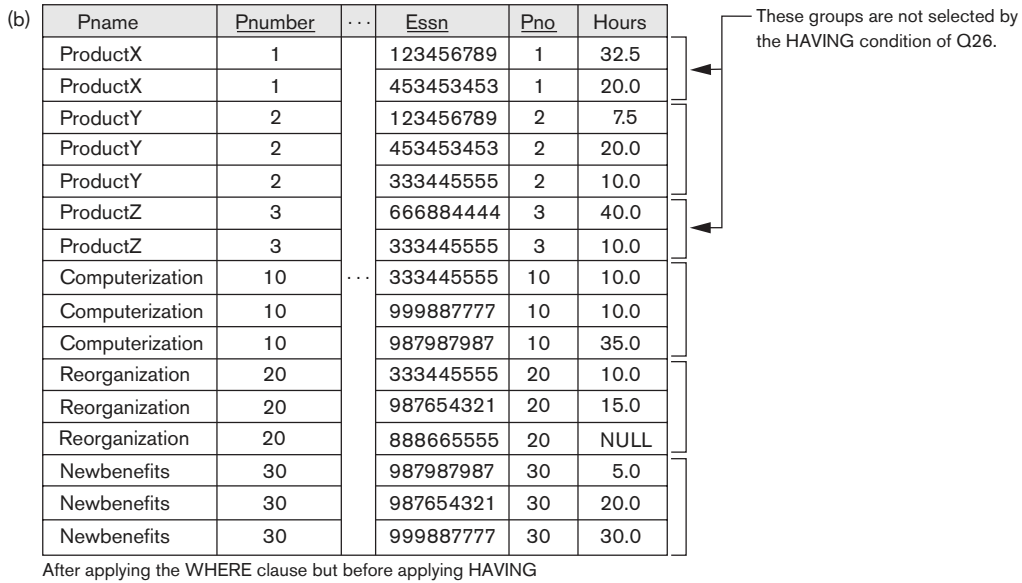 (b)
Pname Pnumber ... Essn Pno Hours
ProductX 1 123456789 1 32.5
ProductX 1 453453453 1 20.0
ProductY 2 123456789 2 7.5
ProductY 2 453453453 2 20.0
ProductY 2 333445555 2 10.0
ProductZ 3 666884444 3 40.0
ProductZ 3 333445555 3 10.0
Computerization 10 ... 333445555 10 10.0
Computerization 10 999887777 10 10.0
Computerization 10 987987987 10 35.0
Reorganization 20 333445555 20 10.0
Reorganization 20 987654321 20 15.0
Reorganization 20 888665555 20 NULL
Newbenefits 30 987987987 30 5.0
Newbenefits 30 987654321 30 20.0
Newbenefits 30 999887777 30 30.0
After applying the WHERE clause but before applying HAVING
These groups are not selected by
the HAVING condition of Q26.